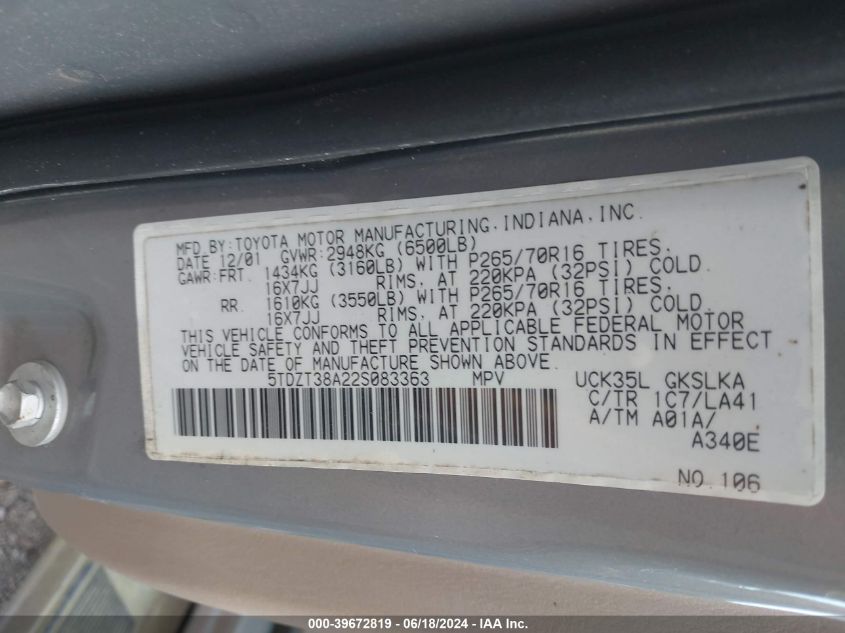 MFD.BY:TOYOTA MOTOR MANUFACTURING.INDIANA.INC.
DATE 12/01 GVWR:2948KG (6500LB)
GAWR:FRT. 1434KG (3160LB) WITH P265/70R16 TIRES.
16X7JJ RIMS, AT 220KPA (32PSI) COLD.
RR. 1610KG (3550LB) WITH P265/70R16 TIRES.
16X7JJ RIMS, AT 220KPA (32PSI) COLD.
THIS VEHICLE CONFORMS TO ALL APPLICABLE FEDERAL MOTOR
VEHICLE SAFETY AND THEFT PREVENTION STANDARDS IN EFFECT
ON THE DATE OF MANUFACTURE SHOWN ABOVE.
5TDZT38A22S083363 MPV UCK35L GKSLKA
C/TR 1C7/LA41
A/TM A01A/
A340E
NO.106
000-39672819 - 06/18/2024 - IAA Inc.